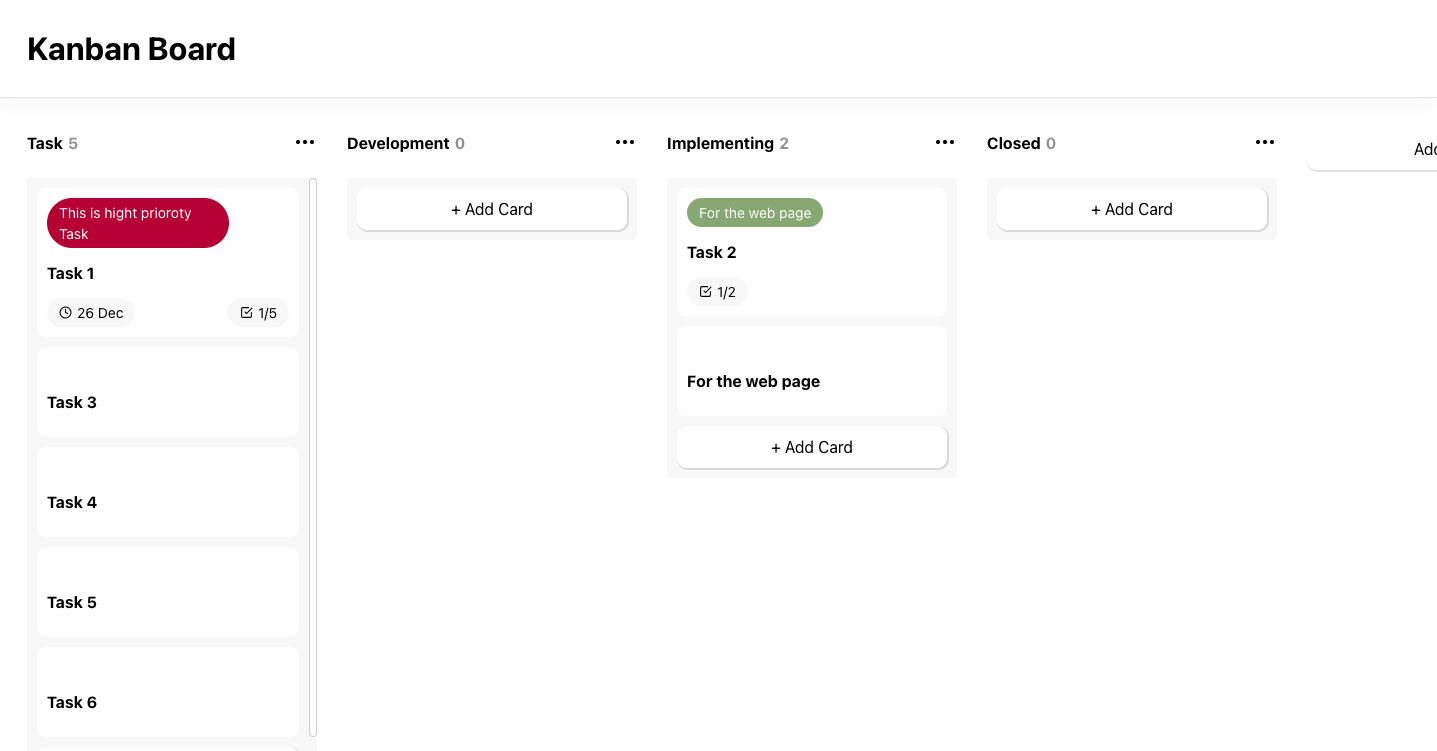 Kanban Board
Task 5
This is hight prioroty
Task
Task 1
26 Dec
1/5
Task 3
Task 4
Task 5
Task 6
Development 0
+ Add Card
Implementing 2
For the web page
Task 2
1/2
For the web page
+ Add Card
Closed 0
+ Add Card
Add